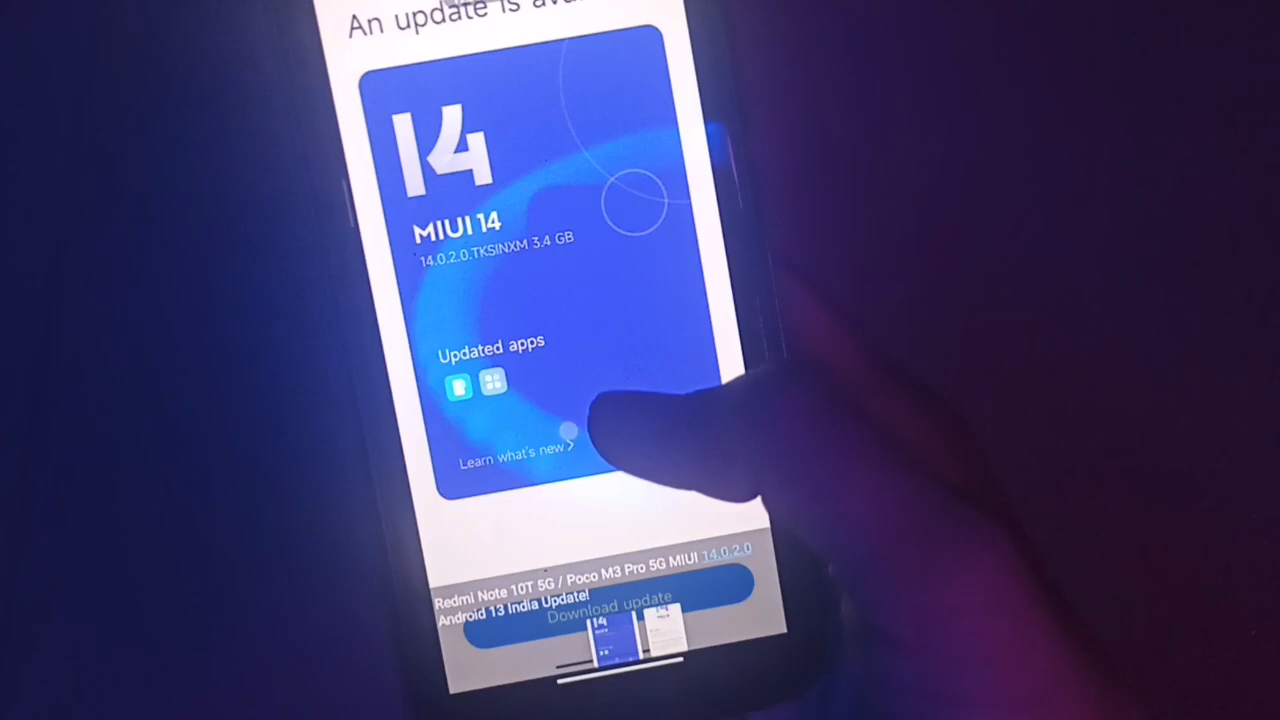 An update is
14
MIUI 14
14.0.2.0.TKSINXM 3.4 GB
Updated apps
Learn what's new >
Redmi Note 10T 5G / Poco M3 Pro 5G MIUI 14.0.2.0
Android 13 India Update!
Download update
14